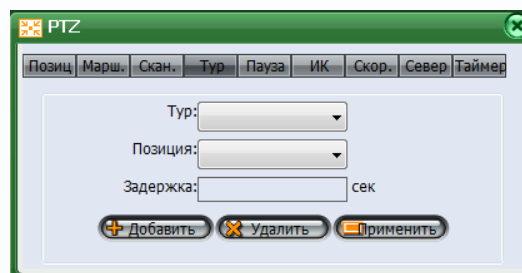 PTZ
Позиц Марш. Скан. Тур Пауза ИК Скор. Север Таймер
Тур:
Позиция:
Задержка: сек
Добавить Удалить Применить